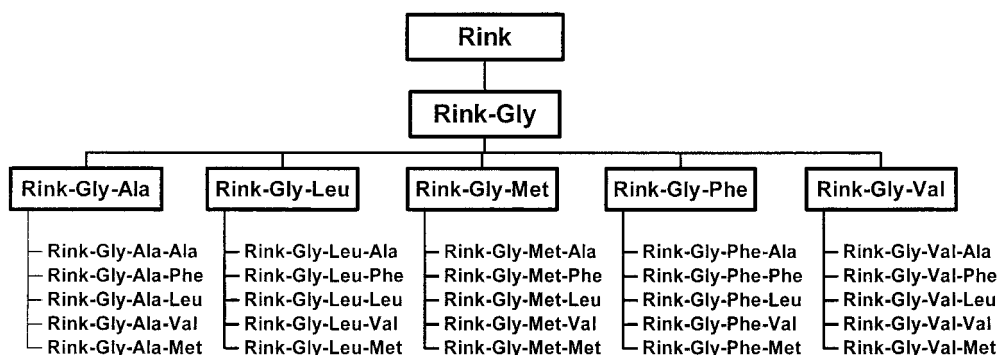 Rink
Rink-Gly
Rink-Gly-Ala Rink-Gly-Leu Rink-Gly-Met Rink-Gly-Phe Rink-Gly-Val
Rink-Gly-Ala-Ala Rink-Gly-Leu-Ala Rink-Gly-Met-Ala Rink-Gly-Phe-Ala Rink-Gly-Val-Ala
Rink-Gly-Ala-Phe Rink-Gly-Leu-Phe Rink-Gly-Met-Phe Rink-Gly-Phe-Phe Rink-Gly-Val-Phe
Rink-Gly-Ala-Leu Rink-Gly-Leu-Leu Rink-Gly-Met-Leu Rink-Gly-Phe-Leu Rink-Gly-Val-Leu
Rink-Gly-Ala-Val Rink-Gly-Leu-Val Rink-Gly-Met-Val Rink-Gly-Phe-Val Rink-Gly-Val-Val
Rink-Gly-Ala-Met Rink-Gly-Leu-Met Rink-Gly-Met-Met Rink-Gly-Phe-Met Rink-Gly-Val-Met